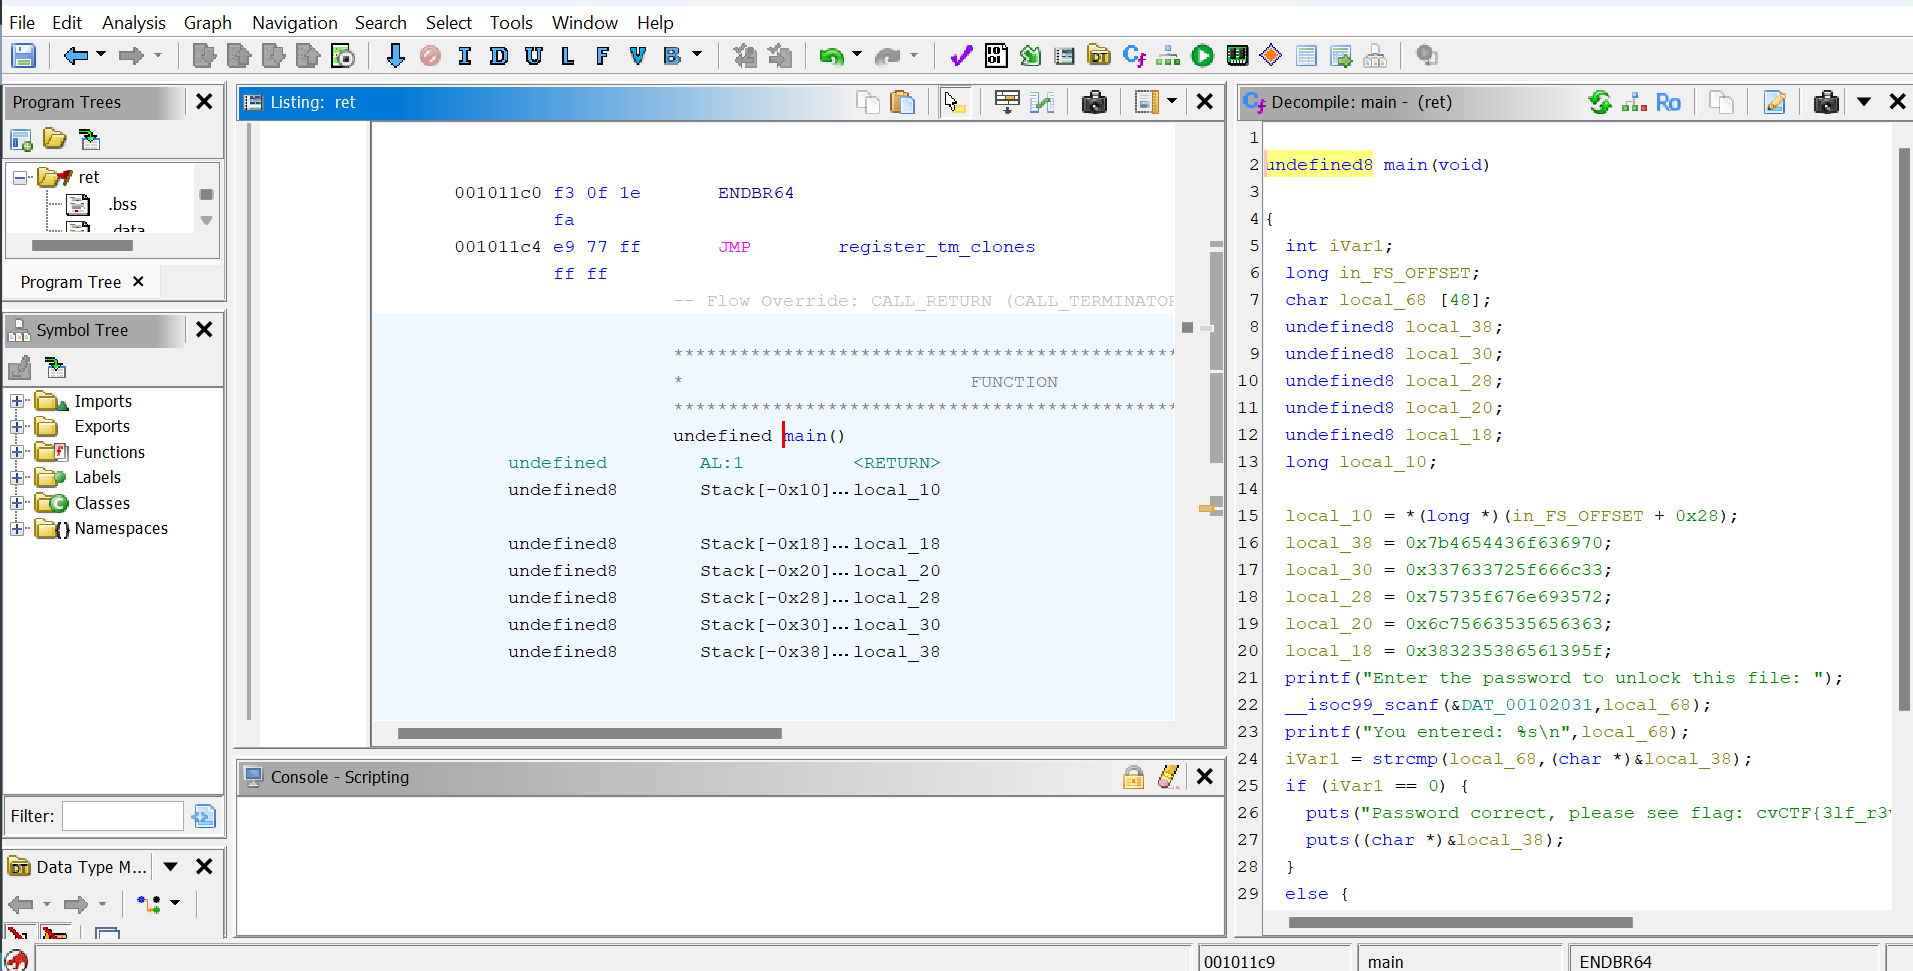 File Edit Analysis Graph Navigation Search Select Tools Window Help
I D U L F V B
Program Trees
ret
.bss
.data
Program Tree
Symbol Tree
Imports
Exports
Functions
Labels
Classes
Namespaces
Filter:
Data Type M...
Listing: ret
001011c0 f3 0f 1e ENDBR64
fa
001011c4 e9 77 ff JMP register_tm_clones
ff ff
-- Flow Override: CALL_RETURN (CALL_TERMINATOR
************************************************
* FUNCTION
************************************************
undefined main()
undefined AL:1 <RETURN>
undefined8 Stack[-0x10]... local_10
undefined8 Stack[-0x18]... local_18
undefined8 Stack[-0x20]... local_20
undefined8 Stack[-0x28]... local_28
undefined8 Stack[-0x30]... local_30
undefined8 Stack[-0x38]... local_38
Console - Scripting
Decompile: main - (ret)
Ro
1
2 undefined8 main(void)
3
4 {
5 int iVar1;
6 long in_FS_OFFSET;
7 char local_68 [48];
8 undefined8 local_38;
9 undefined8 local_30;
10 undefined8 local_28;
11 undefined8 local_20;
12 undefined8 local_18;
13 long local_10;
14
15 local_10 = *(long *)(in_FS_OFFSET + 0x28);
16 local_38 = 0x7b4654436f636970;
17 local_30 = 0x337633725f666c33;
18 local_28 = 0x75735f676e693572;
19 local_20 = 0x6c75663535656363;
20 local_18 = 0x383235386561395f;
21 printf("Enter the password to unlock this file: ");
22 __isoc99_scanf(&DAT_00102031,local_68);
23 printf("You entered: %s\n",local_68);
24 iVar1 = strcmp(local_68,(char *)&local_38);
25 if (iVar1 == 0) {
26 puts("Password correct, please see flag: cvCTF{3lf_r3v
27 puts((char *)&local_38);
28 }
29 else {
001011c9 main ENDBR64